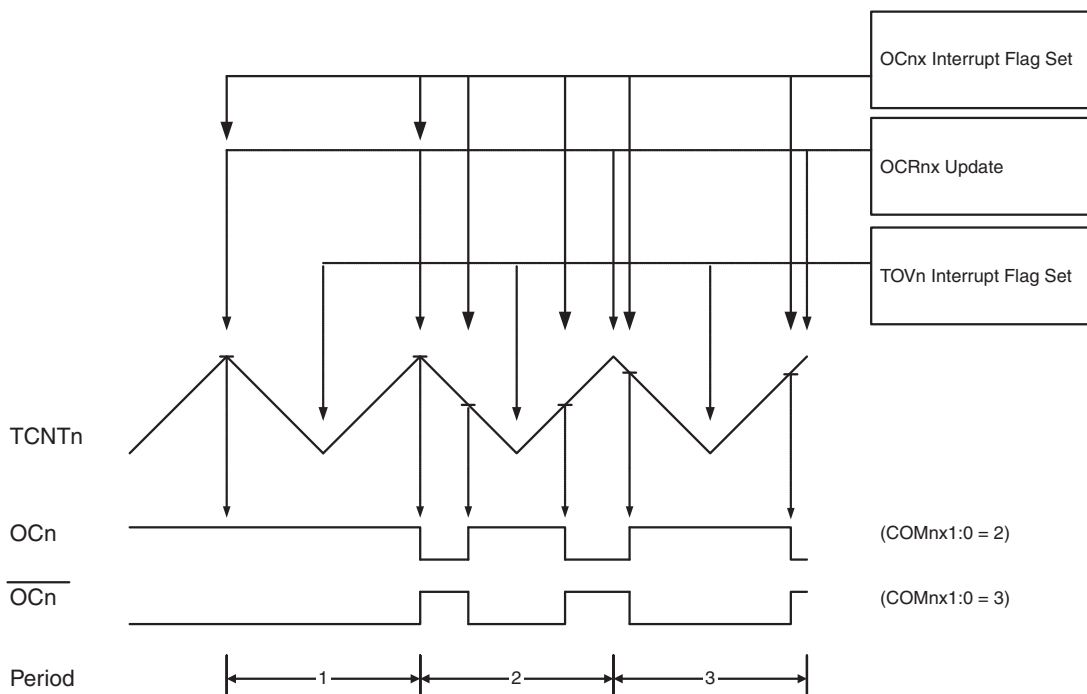 OCnx Interrupt Flag Set
OCRnx Update
TOVn Interrupt Flag Set
TCNTn
OCn
(COMnx1:0 = 2)
OCn
(COMnx1:0 = 3)
Period
1
2
3